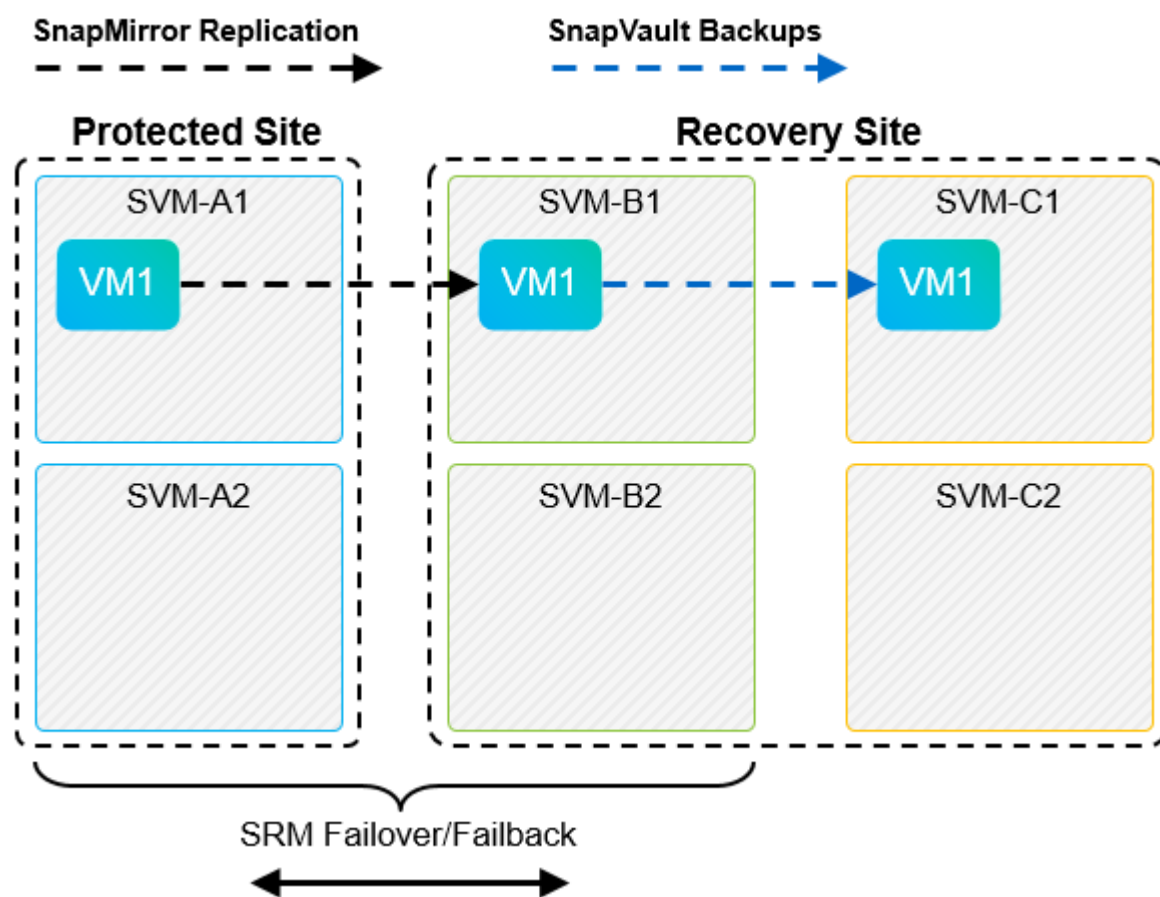 SnapMirror Replication
SnapVault Backups
Protected Site
Recovery Site
SVM-A1
SVM-B1
SVM-C1
VM1
VM1
VM1
SVM-A2
SVM-B2
SVM-C2
SRM Failover/Failback